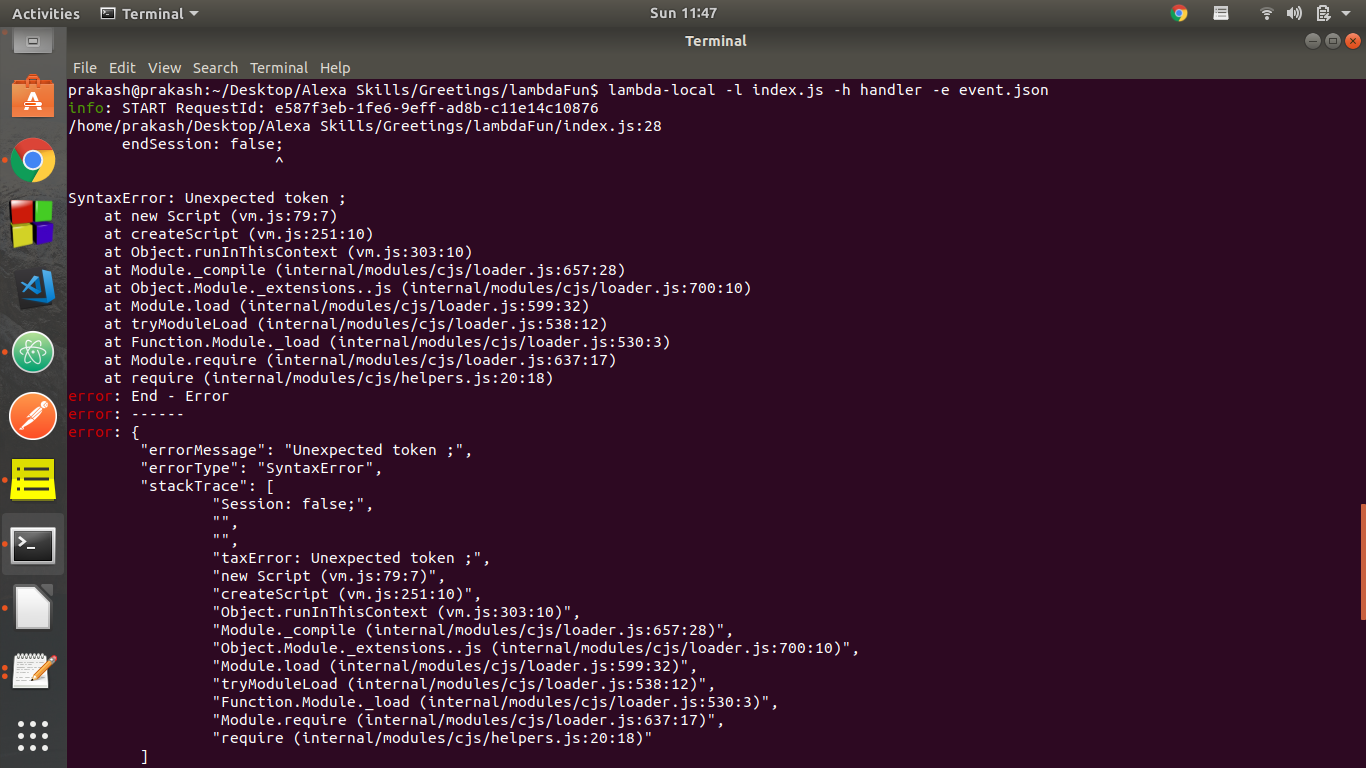 Activities Terminal Sun 11:47
Terminal
File Edit View Search Terminal Help
prakash@prakash:~/Desktop/Alexa Skills/Greetings/lambdaFun$ lambda-local -l index.js -h handler -e event.json
info: START RequestId: e587f3eb-1fe6-9eff-ad8b-c11e14c10876
/home/prakash/Desktop/Alexa Skills/Greetings/lambdaFun/index.js:28
      endSession: false;
                       ^
SyntaxError: Unexpected token ;
    at new Script (vm.js:79:7)
    at createScript (vm.js:251:10)
    at Object.runInThisContext (vm.js:303:10)
    at Module._compile (internal/modules/cjs/loader.js:657:28)
    at Object.Module._extensions..js (internal/modules/cjs/loader.js:700:10)
    at Module.load (internal/modules/cjs/loader.js:599:32)
    at tryModuleLoad (internal/modules/cjs/loader.js:538:12)
    at Function.Module._load (internal/modules/cjs/loader.js:530:3)
    at Module.require (internal/modules/cjs/loader.js:637:17)
    at require (internal/modules/cjs/helpers.js:20:18)
error: End - Error
error: ------
error: {
        "errorMessage": "Unexpected token ;",
        "errorType": "SyntaxError",
        "stackTrace": [
                "Session: false;",
                "",
                "",
                "taxError: Unexpected token ;",
                "new Script (vm.js:79:7)",
                "createScript (vm.js:251:10)",
                "Object.runInThisContext (vm.js:303:10)",
                "Module._compile (internal/modules/cjs/loader.js:657:28)",
                "Object.Module._extensions..js (internal/modules/cjs/loader.js:700:10)",
                "Module.load (internal/modules/cjs/loader.js:599:32)",
                "tryModuleLoad (internal/modules/cjs/loader.js:538:12)",
                "Function.Module._load (internal/modules/cjs/loader.js:530:3)",
                "Module.require (internal/modules/cjs/loader.js:637:17)",
                "require (internal/modules/cjs/helpers.js:20:18)"
        ]